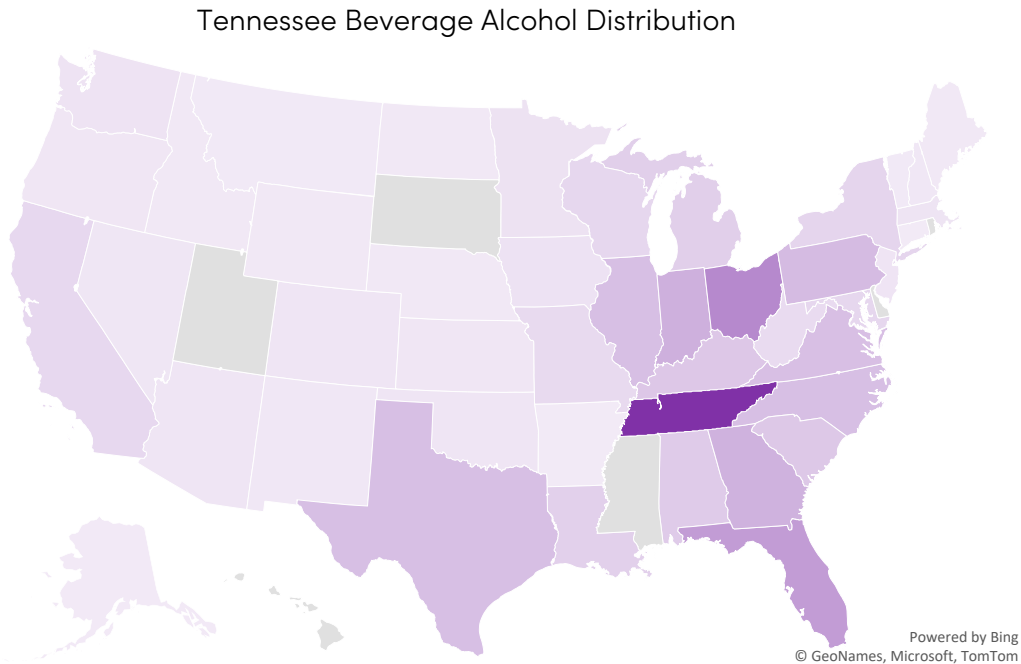 Tennessee Beverage Alcohol Distribution
Powered by Bing
© GeoNames, Microsoft, TomTom